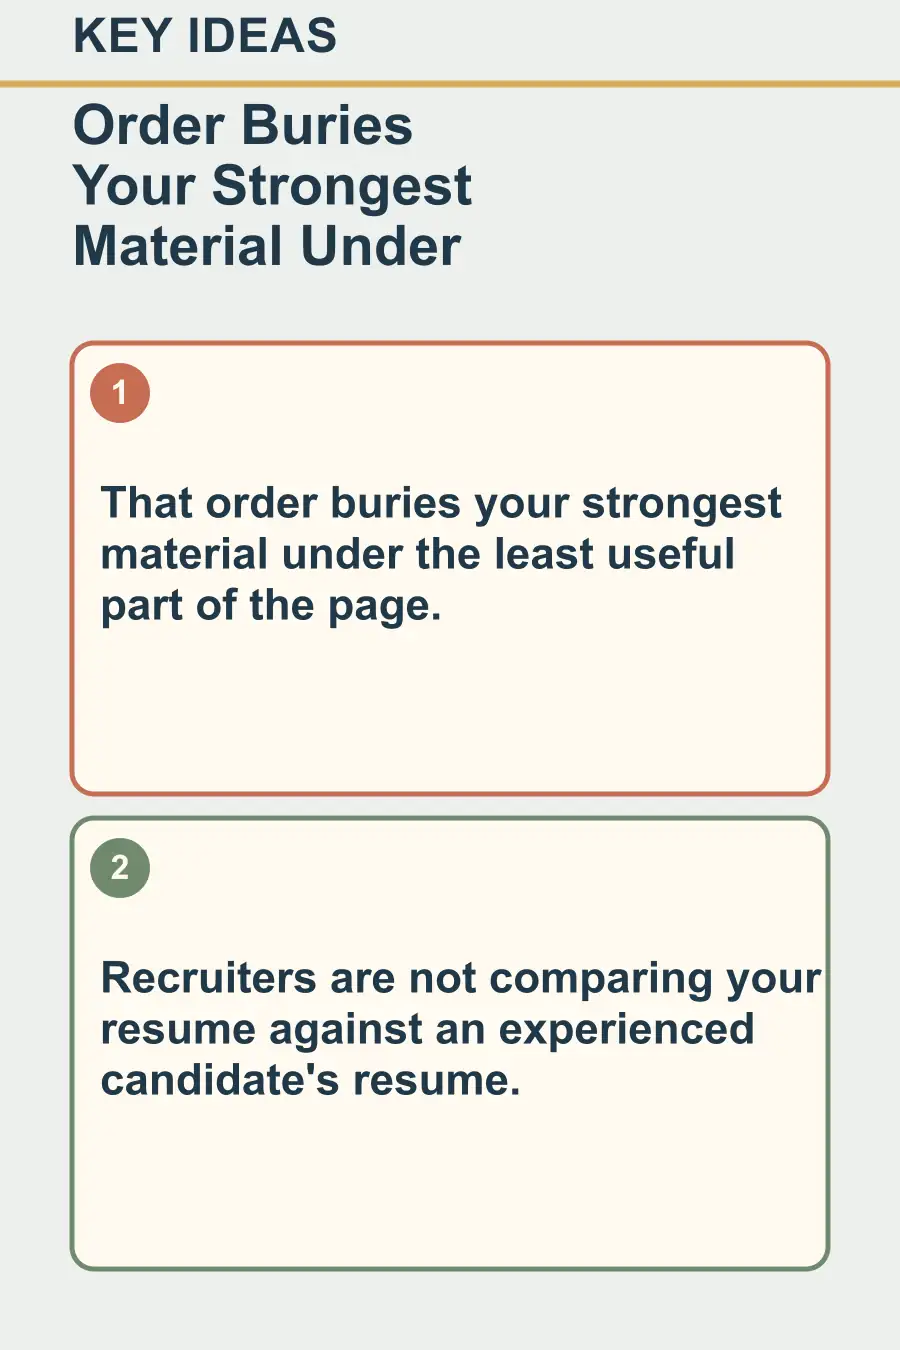 KEY IDEAS
Order Buries
Your Strongest
Material Under
1
That order buries your strongest
material under the least useful
part of the page.
2
Recruiters are not comparing your
resume against an experienced
candidate's resume.